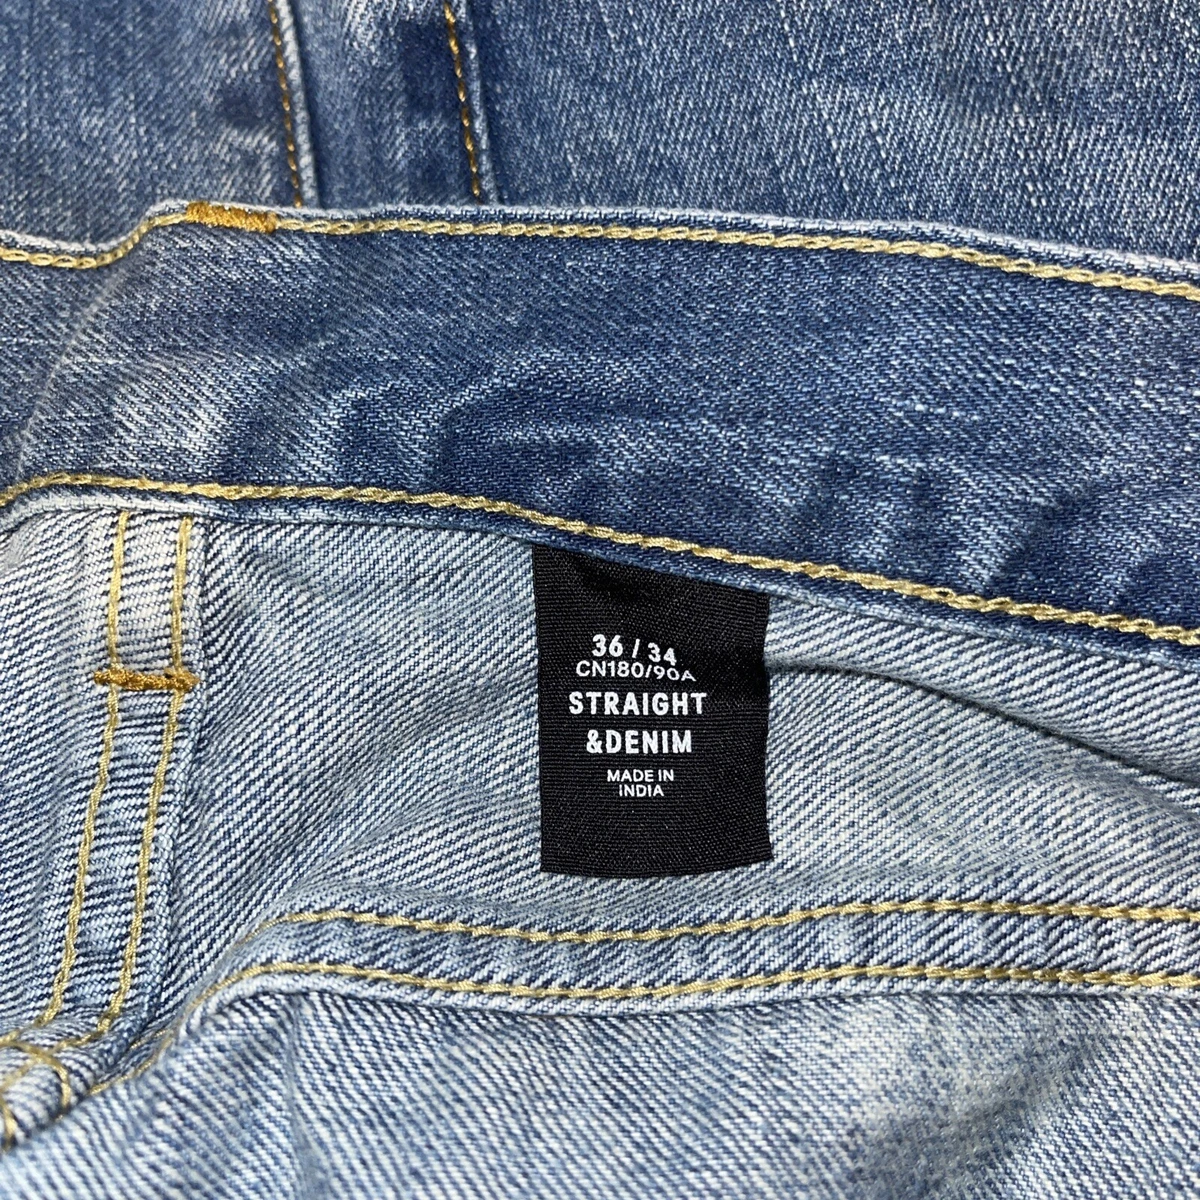 36 / 34
CN180/90A
STRAIGHT
&DENIM
MADE IN
INDIA